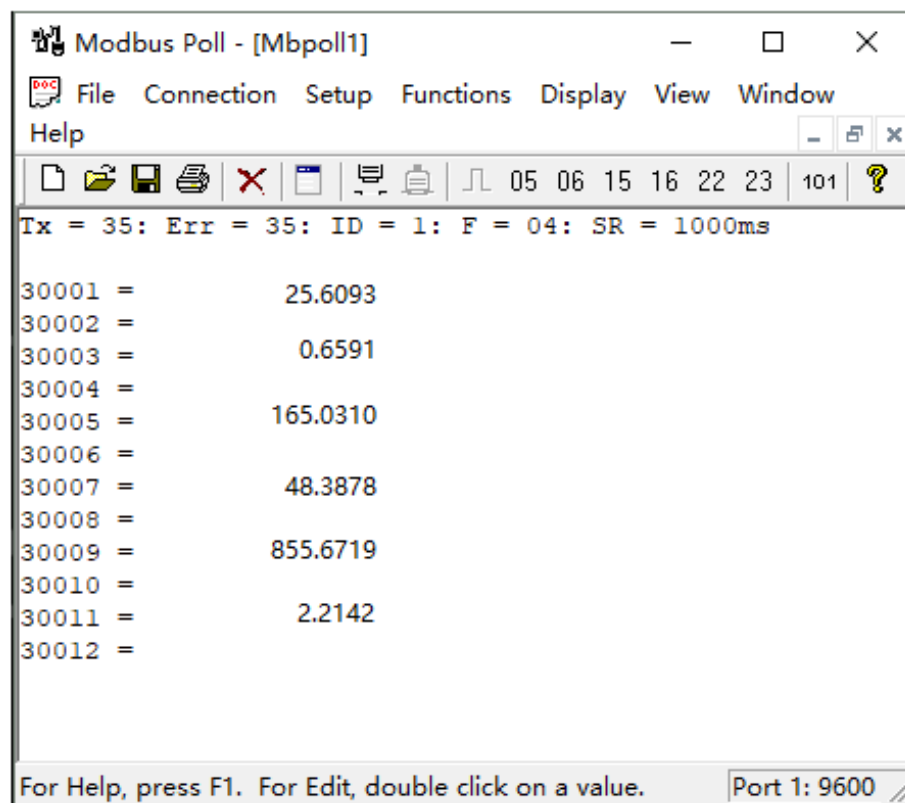 Modbus Poll - [Mbpoll1]
File Connection Setup Functions Display View Window
Help
05 06 15 16 22 23 101
Tx = 35: Err = 35: ID = 1: F = 04: SR = 1000ms
30001 = 25.6093
30002 =
30003 = 0.6591
30004 =
30005 = 165.0310
30006 =
30007 = 48.3878
30008 =
30009 = 855.6719
30010 =
30011 = 2.2142
30012 =
For Help, press F1. For Edit, double click on a value. Port 1: 9600